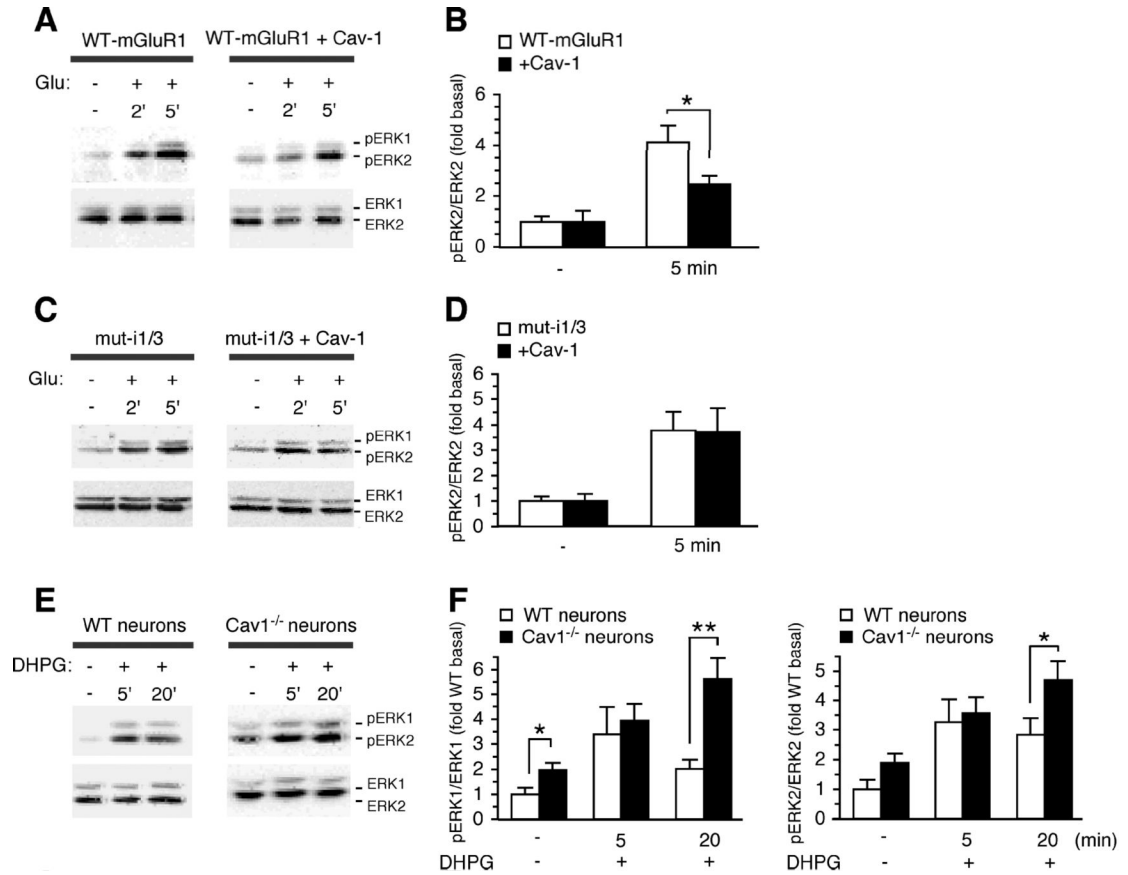 A
WT-mGluR1 WT-mGluR1 + Cav-1
Glu: - + + - + +
- 2' 5' - 2' 5'
pERK1
pERK2
ERK1
ERK2
B
WT-mGluR1
+Cav-1
pERK2/ERK2 (fold basal)
6
4
2
0
- 5 min
*
C
mut-i1/3 mut-i1/3 + Cav-1
Glu: - + + - + +
- 2' 5' - 2' 5'
pERK1
pERK2
ERK1
ERK2
D
mut-i1/3
+Cav-1
pERK2/ERK2 (fold basal)
6
5
4
3
2
1
0
- 5 min
E
WT neurons Cav1-/- neurons
DHPG: - + + - + +
- 5' 20' - 5' 20'
pERK1
pERK2
ERK1
ERK2
F
WT neurons
Cav1-/- neurons
pERK1/ERK1 (fold WT basal)
6
5
4
3
2
1
0
* **
- 5 20
DHPG - + +
WT neurons
Cav1-/- neurons
pERK2/ERK2 (fold WT basal)
5
4
3
2
1
0
*
- 5 20 (min)
DHPG - + +